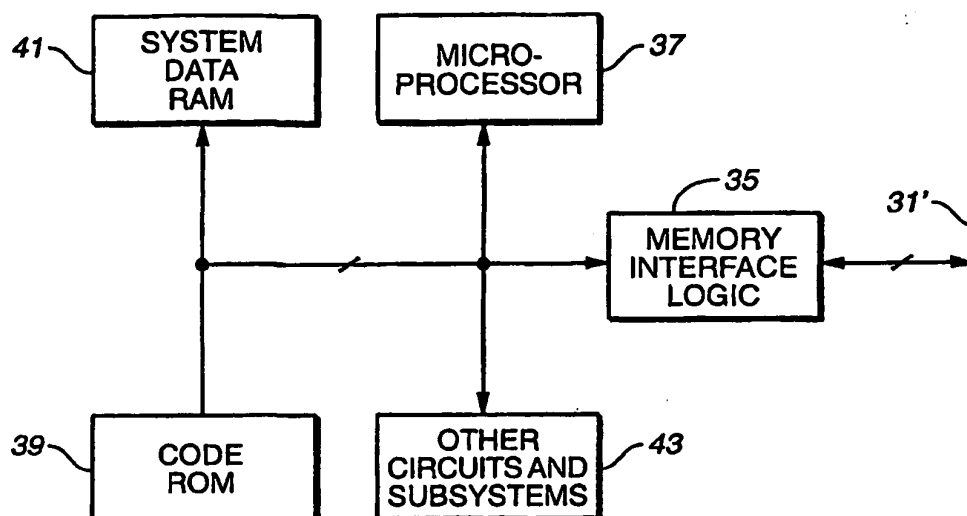 41
SYSTEM
DATA
RAM
MICRO-
PROCESSOR
37
35
31'
MEMORY
INTERFACE
LOGIC
39
CODE
ROM
OTHER
CIRCUITS AND
SUBSYSTEMS
43